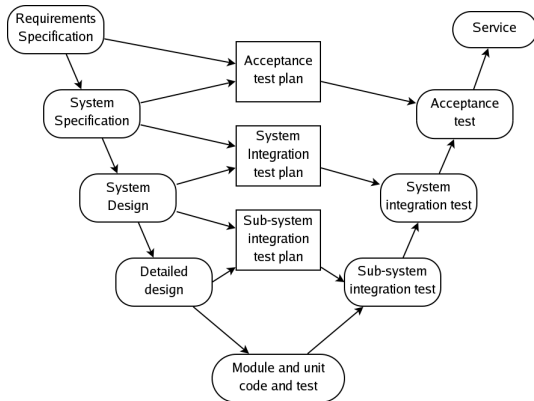 Requirements
Specification
Service
Acceptance
test plan
System
Specification
Acceptance
test
System
Integration
test plan
System
Design
System
integration test
Sub-system
integration
test plan
Detailed
design
Sub-system
integration test
Module and unit
code and test